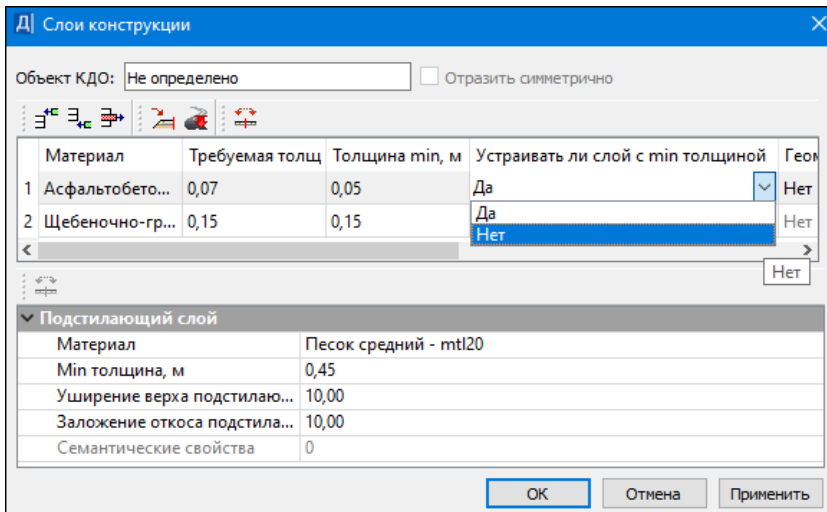 Д Слои конструкции
Объект КДО: Не определено Отразить симметрично
Материал Требуемая толщ Толщина min, м Устраивать ли слой с min толщиной Геом
1 Асфальтобето... 0,07 0,05 Да Нет
Да
2 Щебеночно-гр... 0,15 0,15 Нет
Нет
Нет
Подстилающий слой
Материал Песок средний - mtl20
Min толщина, м 0,45
Уширение верха подстилаю... 10,00
Заложение откоса подстила... 10,00
Семантические свойства 0
ОК Отмена Применить